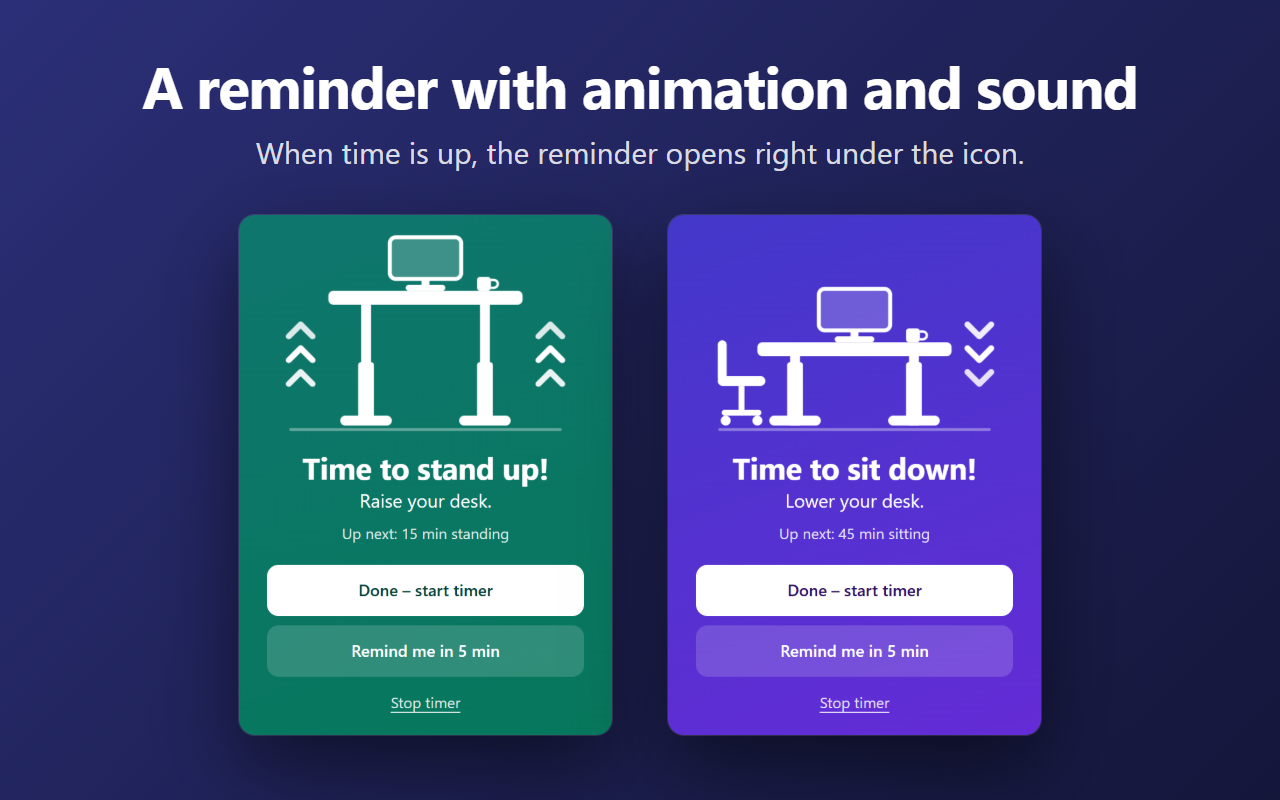 A reminder with animation and sound
When time is up, the reminder opens right under the icon.
Time to stand up!
Raise your desk.
Up next: 15 min standing
Done – start timer
Remind me in 5 min
Stop timer
Time to sit down!
Lower your desk.
Up next: 45 min sitting
Done – start timer
Remind me in 5 min
Stop timer